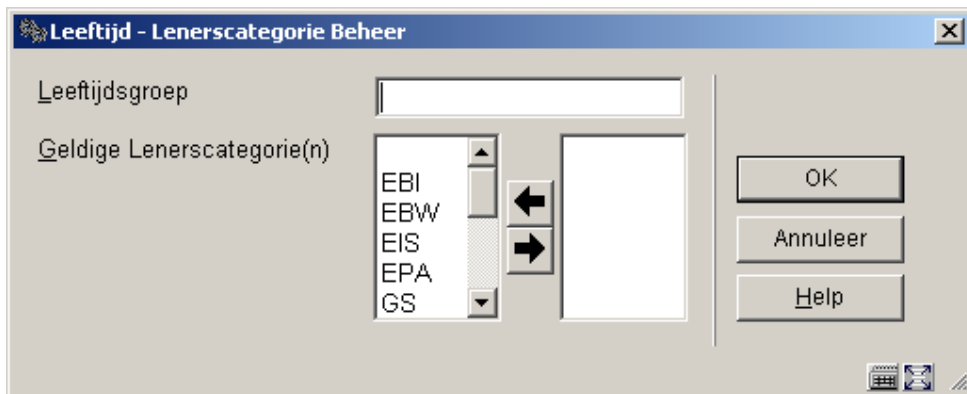 Leeftijd - Lenerscategorie Beheer
Leeftijdsgroep
Geldige Lenerscategorie(n)
EBI
EBW
EIS
EPA
GS
OK
Annuleer
Help